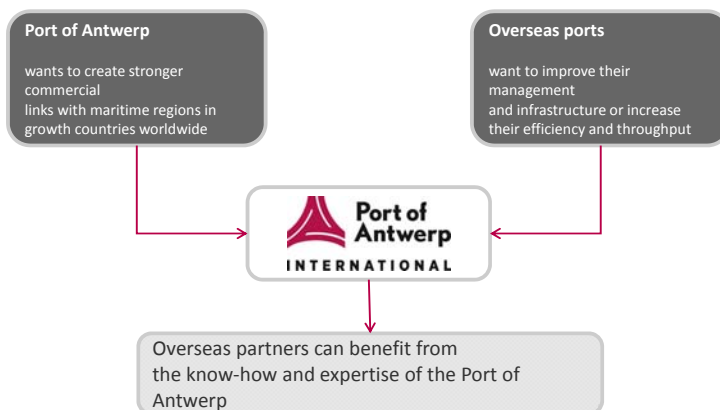 Port of Antwerp
wants to create stronger
commercial
links with maritime regions in
growth countries worldwide
Overseas ports
want to improve their
management
and infrastructure or increase
their efficiency and throughput
Port of
Antwerp
INTERNATIONAL
Overseas partners can benefit from
the know-how and expertise of the Port of
Antwerp